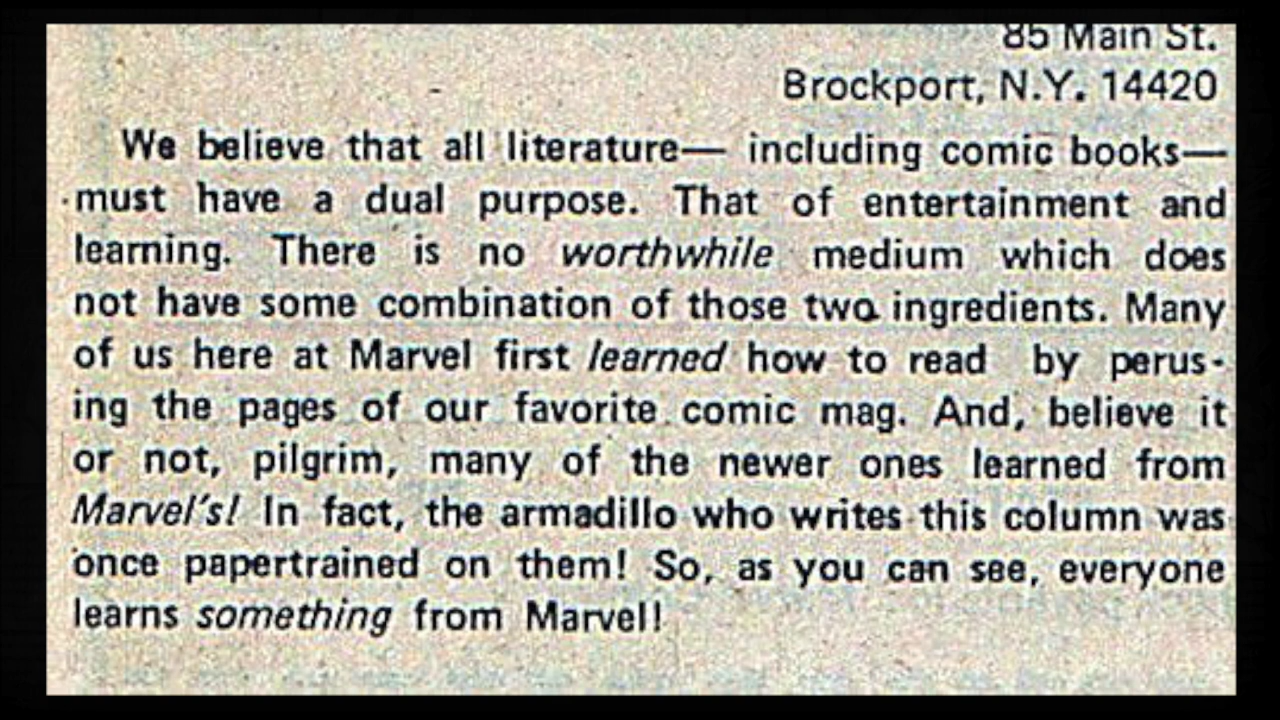 85 Main St.
Brockport, N.Y. 14420
We believe that all literature— including comic books—
must have a dual purpose. That of entertainment and
learning. There is no worthwhile medium which does
not have some combination of those two ingredients. Many
of us here at Marvel first learned how to read by perus-
ing the pages of our favorite comic mag. And, believe it
or not, pilgrim, many of the newer ones learned from
Marvel's! In fact, the armadillo who writes this column was
once papertrained on them! So, as you can see, everyone
learns something from Marvel!